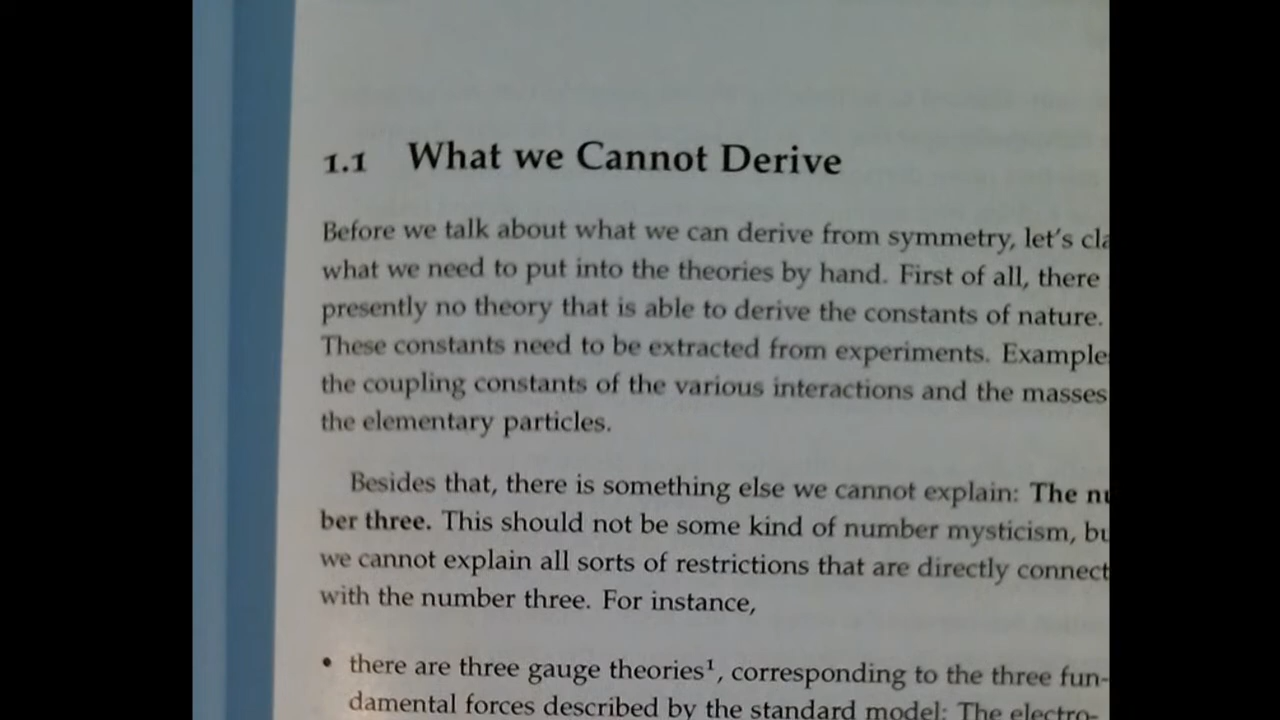 1.1 What we Cannot Derive
Before we talk about what we can derive from symmetry, let's cla
what we need to put into the theories by hand. First of all, there
presently no theory that is able to derive the constants of nature.
These constants need to be extracted from experiments. Example
the coupling constants of the various interactions and the masses
the elementary particles.
Besides that, there is something else we cannot explain: The nu
ber three. This should not be some kind of number mysticism, bu
we cannot explain all sorts of restrictions that are directly connect
with the number three. For instance,
• there are three gauge theories¹, corresponding to the three fun-
damental forces described by the standard model: The electro-